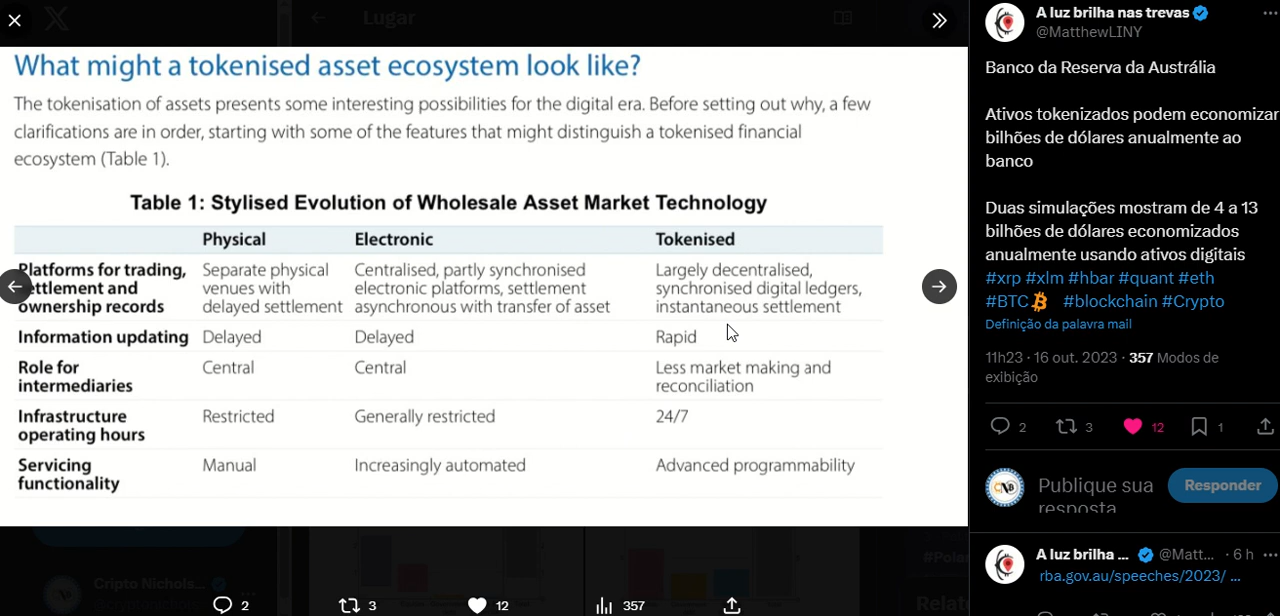 Lugar
What might a tokenised asset ecosystem look like?
The tokenisation of assets presents some interesting possibilities for the digital era. Before setting out why, a few
clarifications are in order, starting with some of the features that might distinguish a tokenised financial
ecosystem (Table 1).
Table 1: Stylised Evolution of Wholesale Asset Market Technology
Physical Electronic Tokenised
Platforms for trading, Separate physical Centralised, partly synchronised Largely decentralised,
settlement and venues with electronic platforms, settlement synchronised digital ledgers,
ownership records delayed settlement asynchronous with transfer of asset instantaneous settlement
Information updating Delayed Delayed Rapid
Role for Central Central Less market making and
intermediaries reconciliation
Infrastructure Restricted Generally restricted 24/7
operating hours
Servicing Manual Increasingly automated Advanced programmability
functionality
Cripto Nichols...
2 3 12 357
A luz brilha nas trevas
@MatthewLINY
Banco da Reserva da Austrália
Ativos tokenizados podem economizar
bilhões de dólares anualmente ao
banco
Duas simulações mostram de 4 a 13
bilhões de dólares economizados
anualmente usando ativos digitais
#xrp #xlm #hbar #quant #eth
#BTC #blockchain #Crypto
Definição da palavra mail
11h23 · 16 out. 2023 · 357 Modos de
exibição
2 3 12 1
Publique sua
resposta
Responder
A luz brilha ... @Matt... · 6 h
rba.gov.au/speeches/2023/ ...